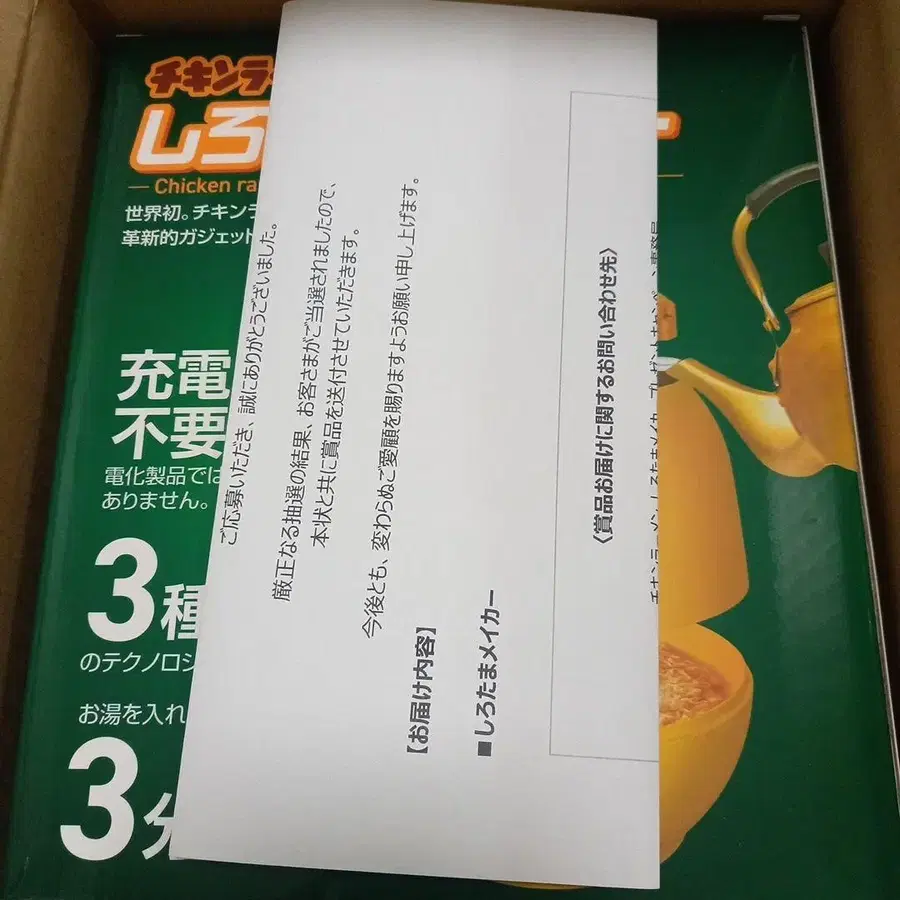 チキンラ
しろ
ー
— Chicken ra
世界初。チキンラ
革新的ガジェット
充電
不要
電化製品では
ありません。
3種
のテクノロジ
お湯を入れ
3分
ご応募いただき、誠にありがとうございました。
厳正なる抽選の結果、お客さまがご当選されましたので、
本状と共に賞品を送付させていただきます。
今後とも、変わらぬご愛顧を賜りますようお願い申し上げます。
【お届け内容】
■しろたまメイカー
〈賞品お届けに関するお問い合わせ先〉